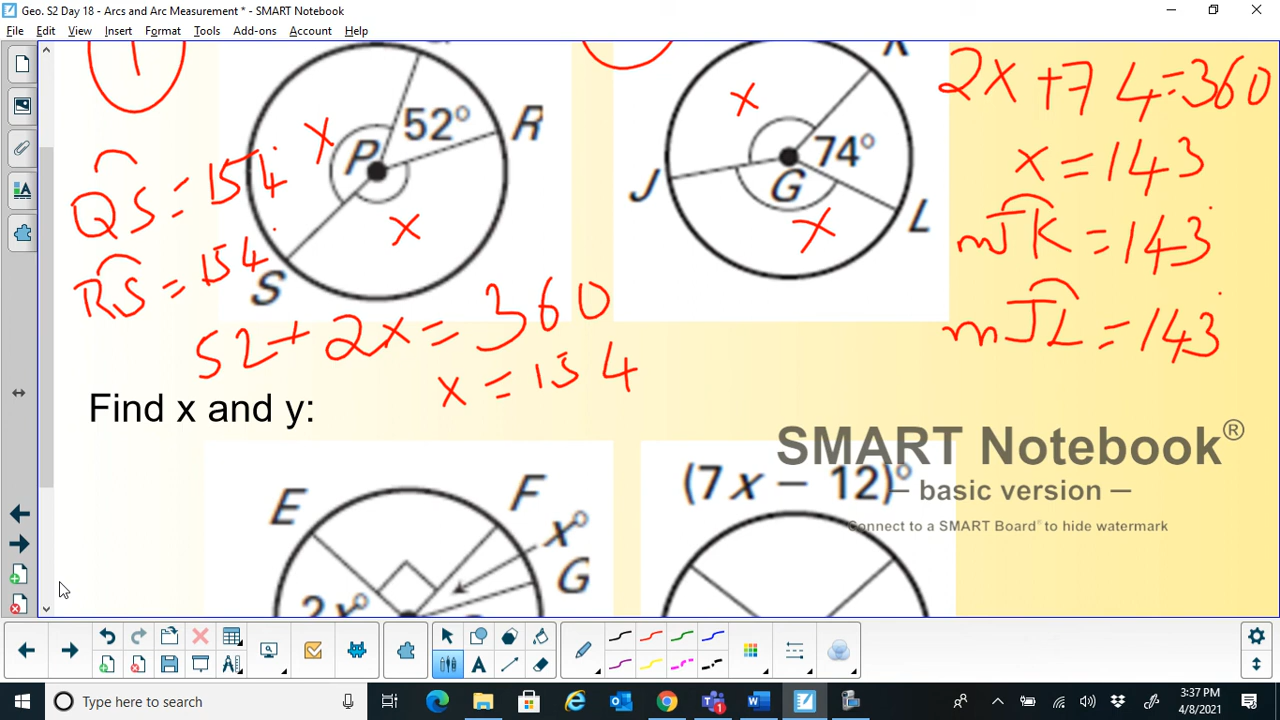 Geo. S2 Day 18 - Arcs and Arc Measurement * - SMART Notebook
File Edit View Insert Format Tools Add-ons Account Help
1
52° R
x
P
x
S
QS = 154
RS = 154
52 + 2x = 360
x = 154
K
x
74°
J G L
x
2x + 74 = 360
x = 143
mJK = 143
mJL = 143
Find x and y:
E F
x°
G
2x°
(7x − 12)°
SMART Notebook®
— basic version —
Connect to a SMART Board® to hide watermark
A
Type here to search
1
3:37 PM
4/8/2021